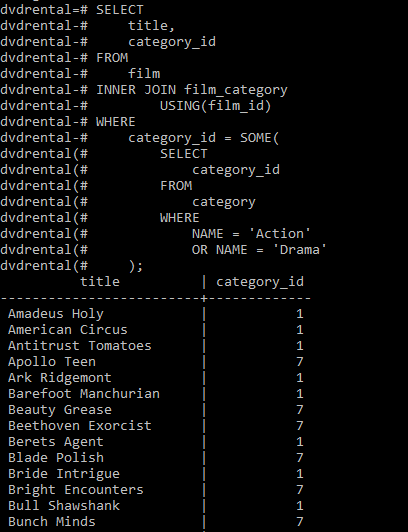 dvdrental=# SELECT
dvdrental-#     title,
dvdrental-#     category_id
dvdrental-# FROM
dvdrental-#     film
dvdrental-# INNER JOIN film_category
dvdrental-#         USING(film_id)
dvdrental-# WHERE
dvdrental-#     category_id = SOME(
dvdrental(#         SELECT
dvdrental(#             category_id
dvdrental(#         FROM
dvdrental(#             category
dvdrental(#         WHERE
dvdrental(#             NAME = 'Action'
dvdrental(#             OR NAME = 'Drama'
dvdrental(#     );
          title          | category_id
-------------------------+-------------
 Amadeus Holy            |           1
 American Circus         |           1
 Antitrust Tomatoes      |           1
 Apollo Teen             |           7
 Ark Ridgemont           |           1
 Barefoot Manchurian     |           1
 Beauty Grease           |           7
 Beethoven Exorcist      |           7
 Berets Agent            |           1
 Blade Polish            |           7
 Bride Intrigue          |           1
 Bright Encounters       |           7
 Bull Shawshank          |           1
 Bunch Minds             |           7